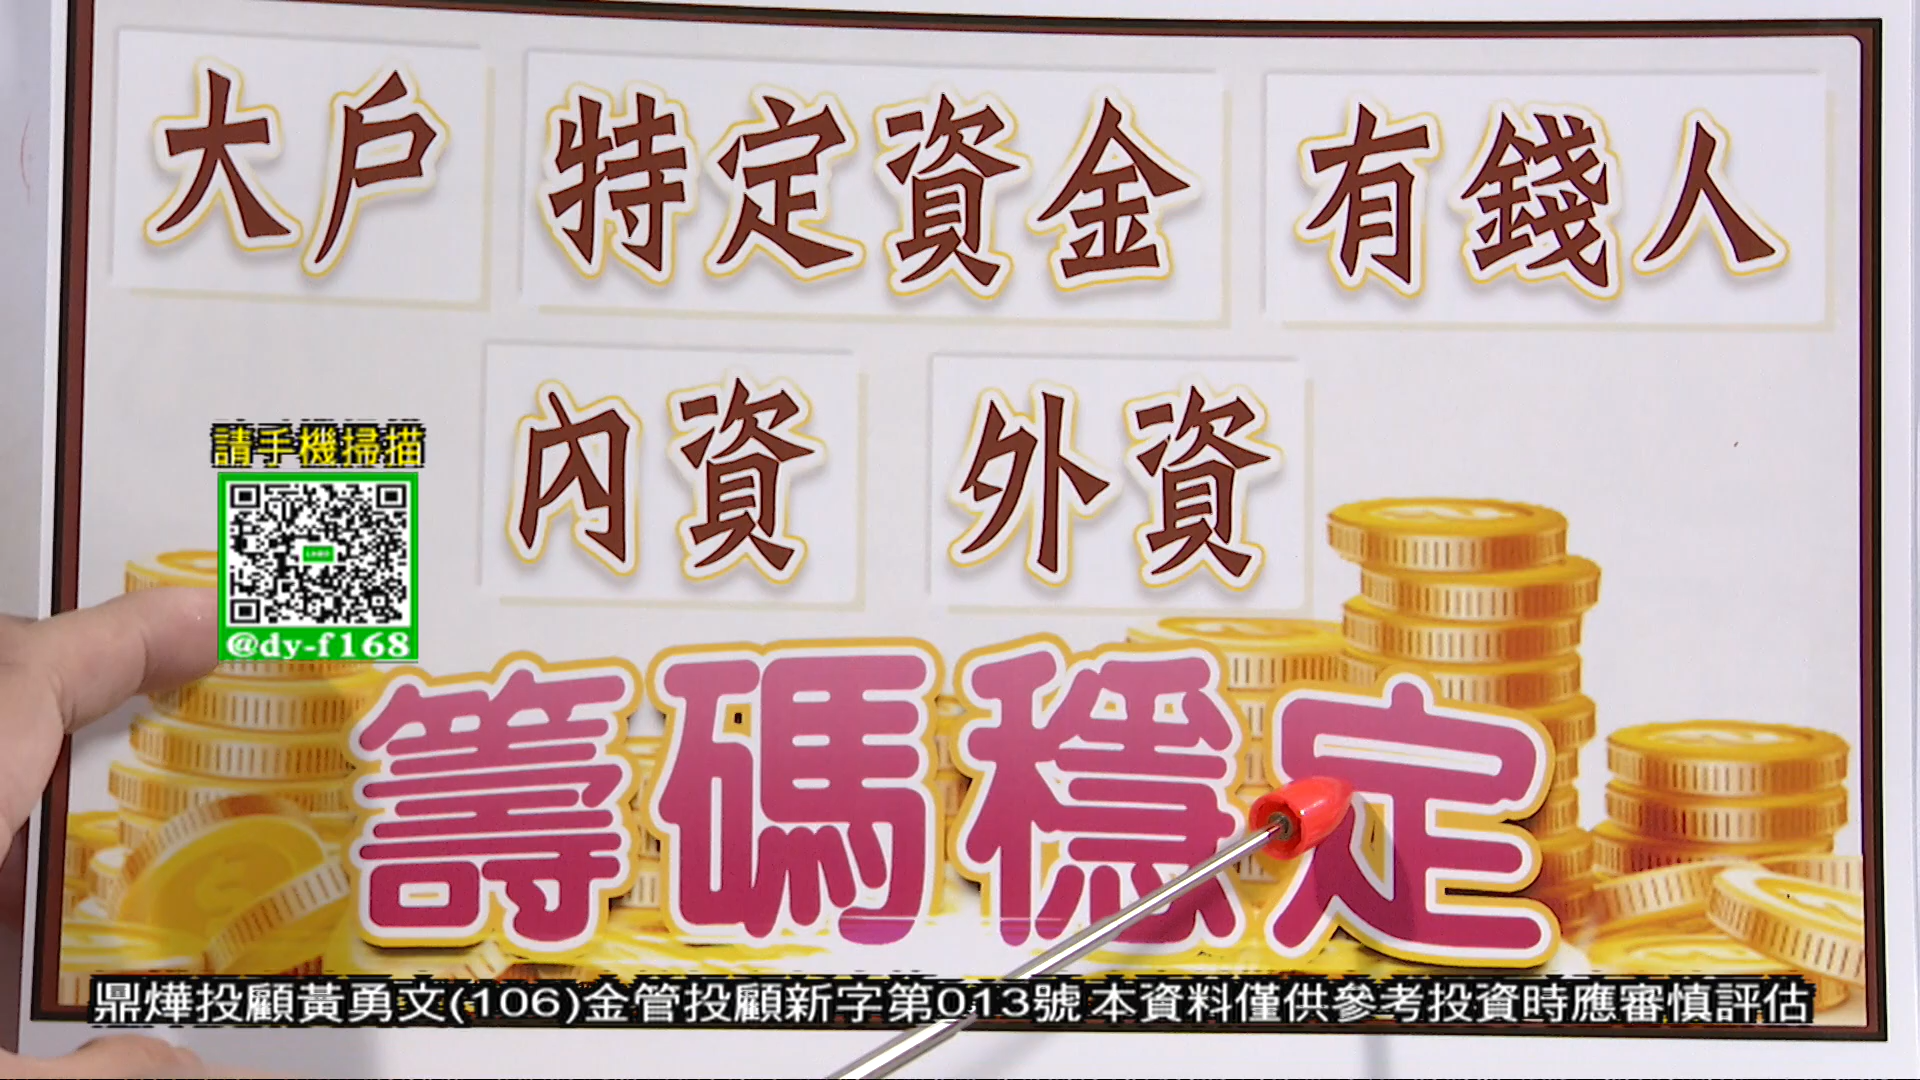 大戶 特定資金 有錢人
內資 外資
請手機掃描
@dy-f168
籌碼穩定
鼎燁投顧黃勇文(106)金管投顧新字第013號 本資料僅供參考投資時應審慎評估